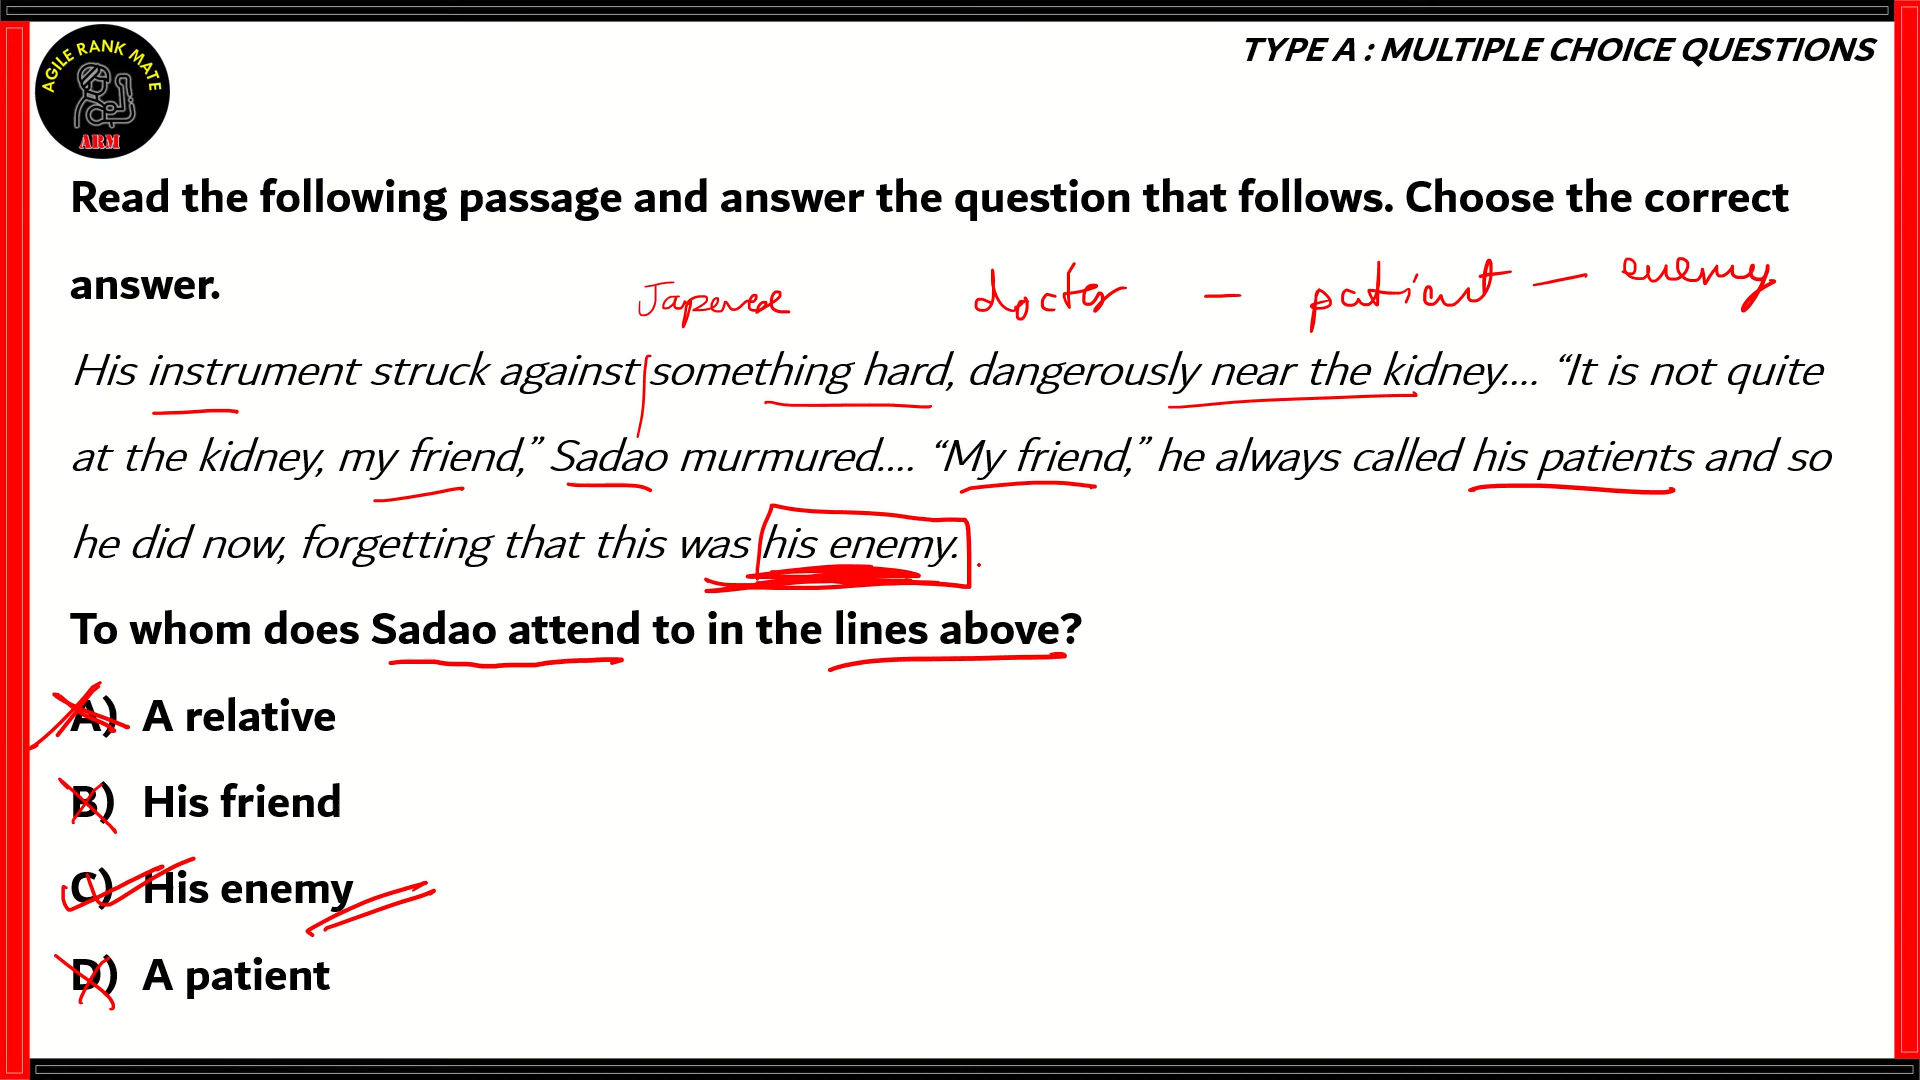 AGILE RANK MATE
ARM
TYPE A : MULTIPLE CHOICE QUESTIONS
Read the following passage and answer the question that follows. Choose the correct
answer.
doctor – patient – enemy
His instrument struck against something hard, dangerously near the kidney.... “It is not quite
at the kidney, my friend,” Sadao murmured.... “My friend,” he always called his patients and so
he did now, forgetting that this was his enemy.
To whom does Sadao attend to in the lines above?
A) A relative
B) His friend
C) His enemy
D) A patient